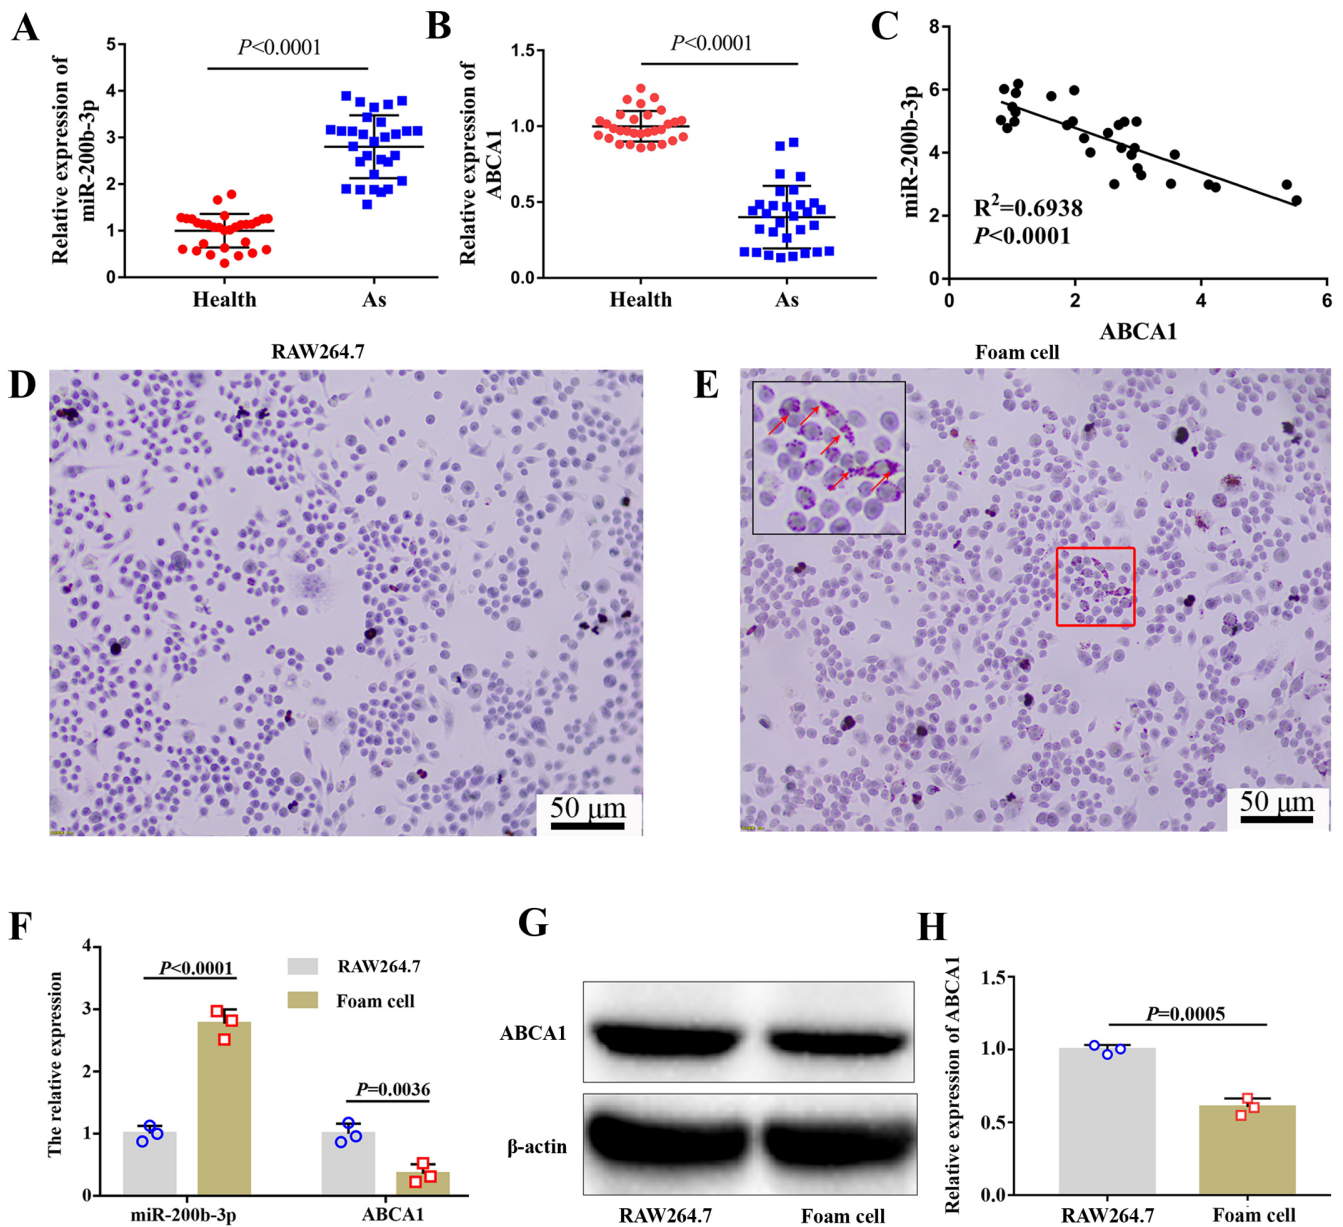 A
Relative expression of
miR-200b-3p
5
4
3
2
1
0
P<0.0001
Health
As
B
Relative expression of
ABCA1
1.5
1.0
0.5
0.0
P<0.0001
Health
As
C
miR-200b-3p
8
6
4
2
0
R²=0.6938
P<0.0001
0
2
4
6
ABCA1
D
RAW264.7
50 μm
E
Foam cell
50 μm
F
The relative expression
4
3
2
1
0
P<0.0001
P=0.0036
RAW264.7
Foam cell
miR-200b-3p
ABCA1
G
ABCA1
β-actin
RAW264.7
Foam cell
H
Relative expression of ABCA1
1.5
1.0
0.5
0.0
P=0.0005
RAW264.7
Foam cell